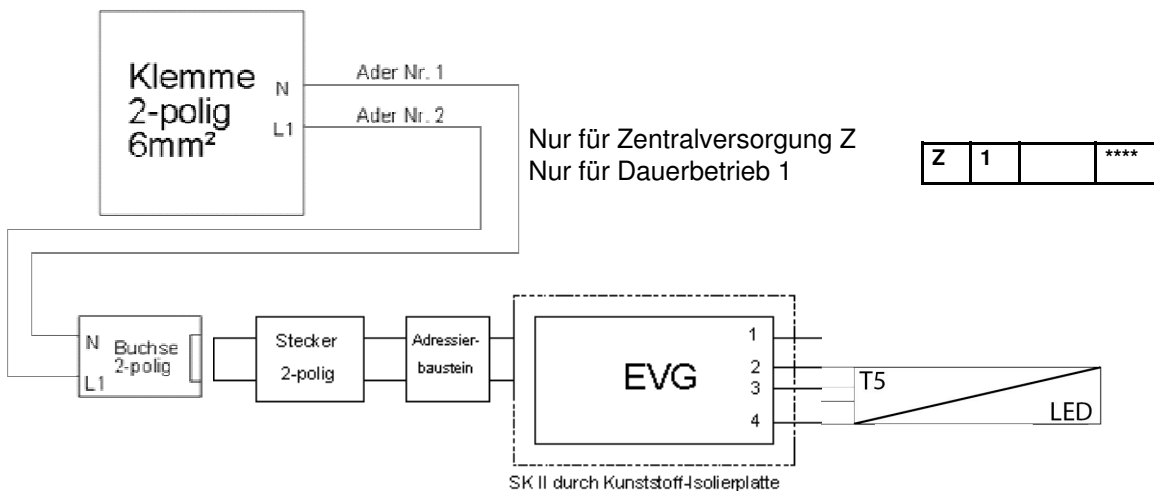 Klemme
2-polig
6mm²
N
L1
Ader Nr. 1
Ader Nr. 2
Nur für Zentralversorgung Z
Nur für Dauerbetrieb 1
Z 1 ****
N
L1
Buchse
2-polig
Stecker
2-polig
Adressier-
baustein
EVG
1
2
3
4
T5
LED
SK II durch Kunststoff-Isolierplatte